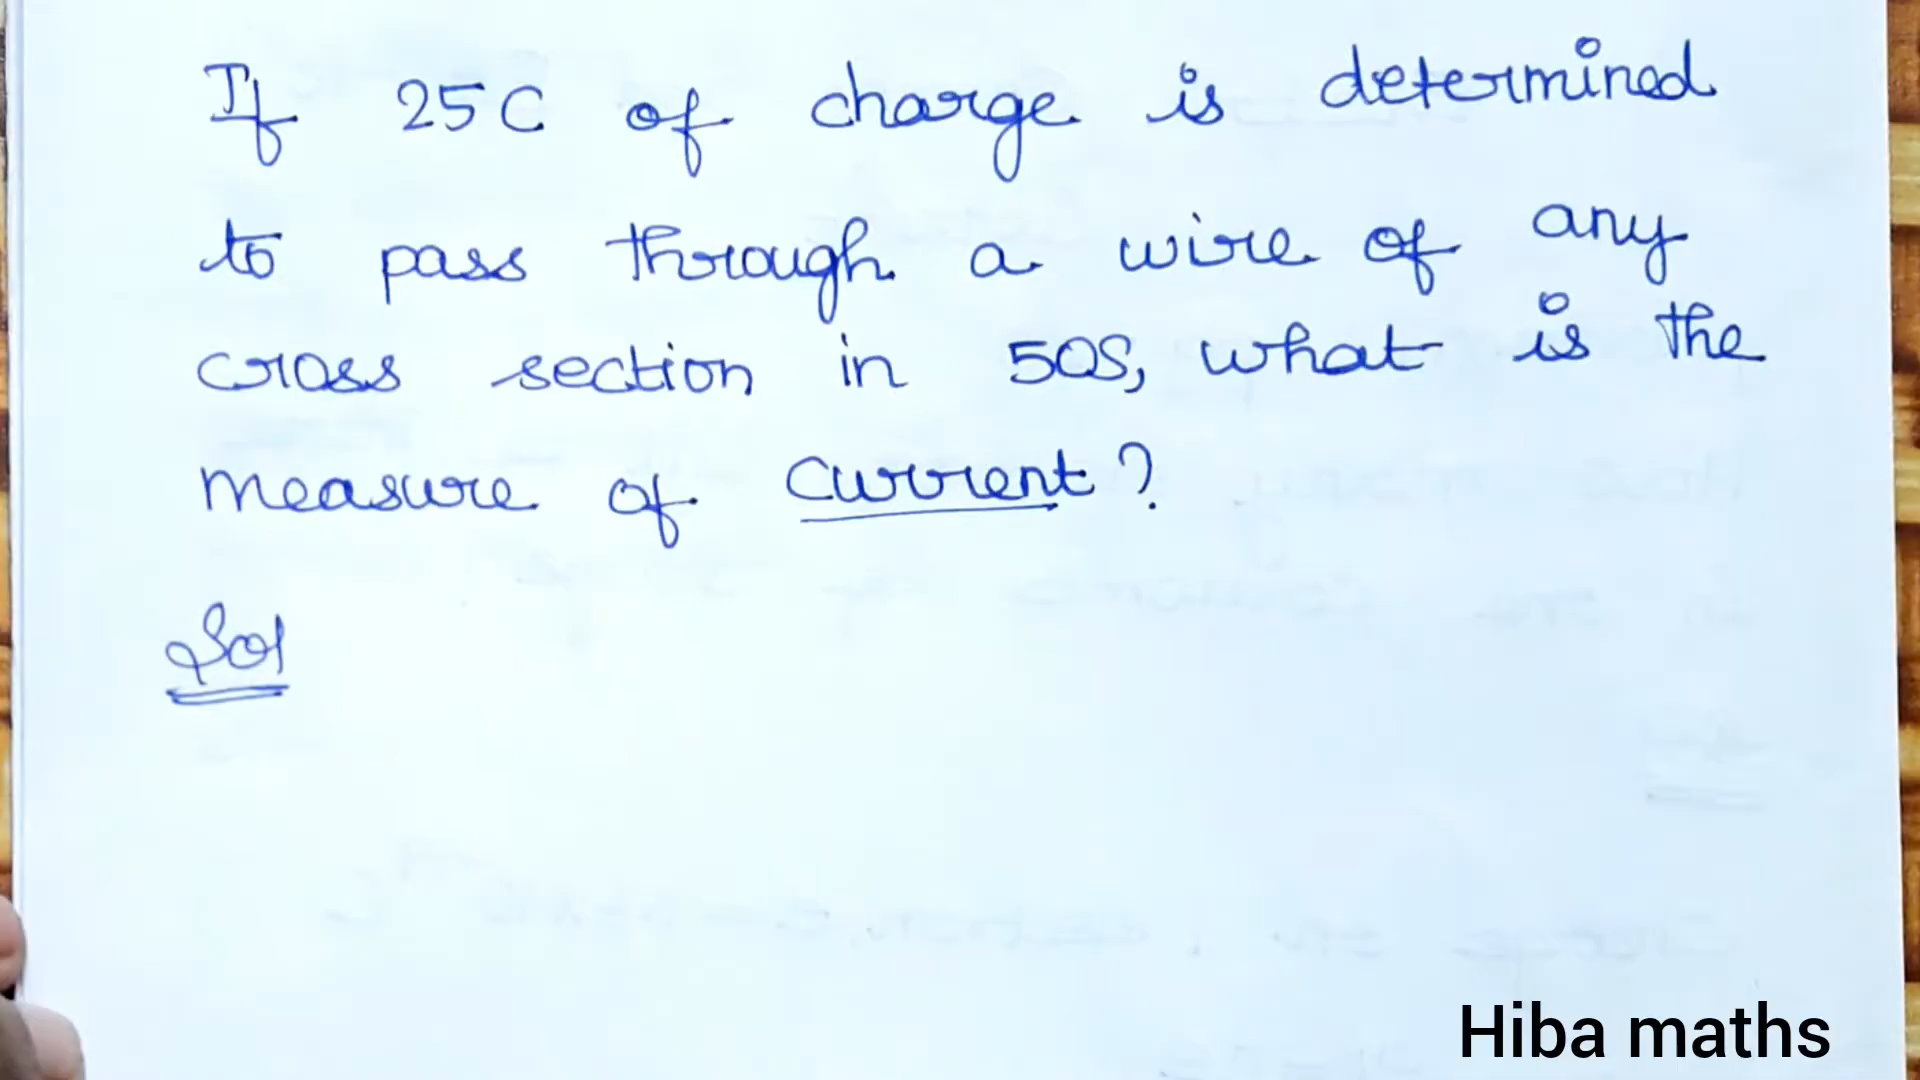 If 25C of charge is determined
to pass through a wire of any
cross section in 50S, what is the
measure of current?
Sol
Hiba maths